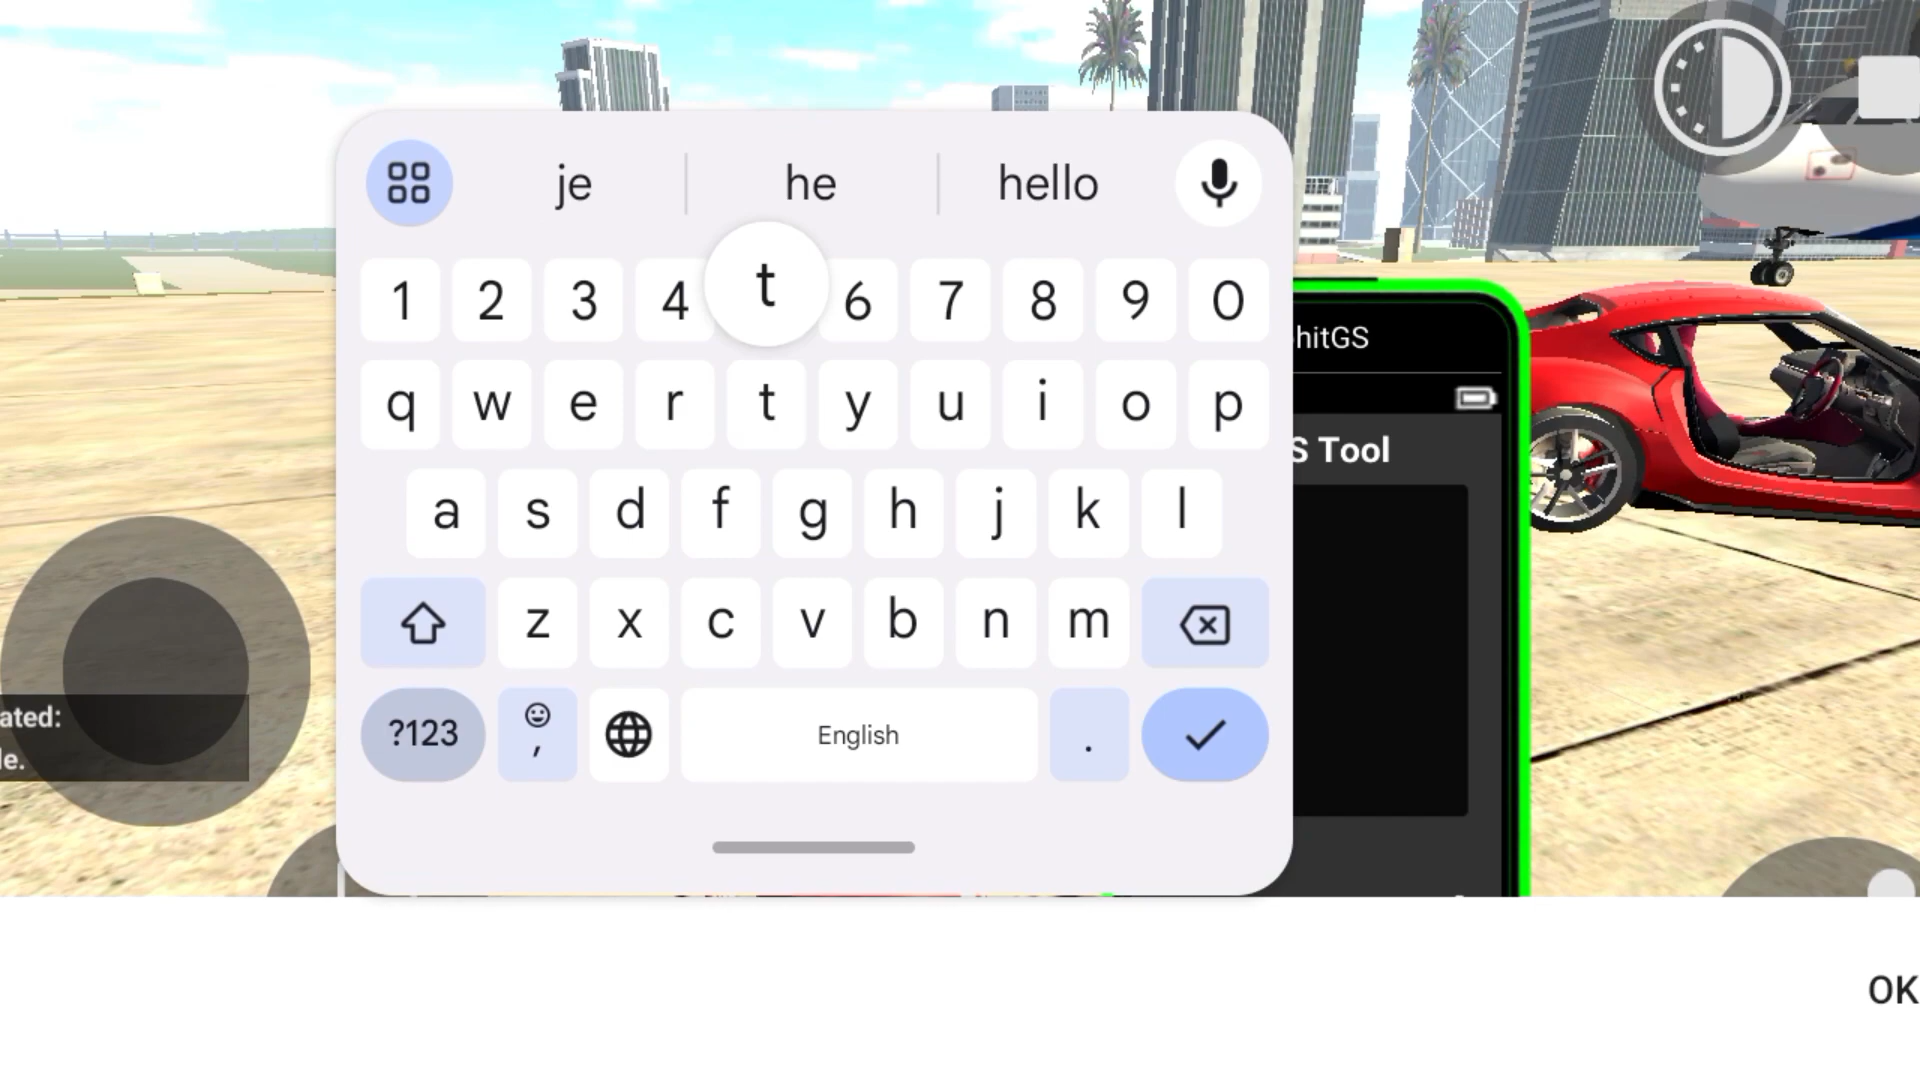 je he hello
t
1 2 3 4 6 7 8 9 0
hitGS
q w e r t y u i o p
S Tool
a s d f g h j k l
z x c v b n m
ated:
?123 , English .
le.
OK